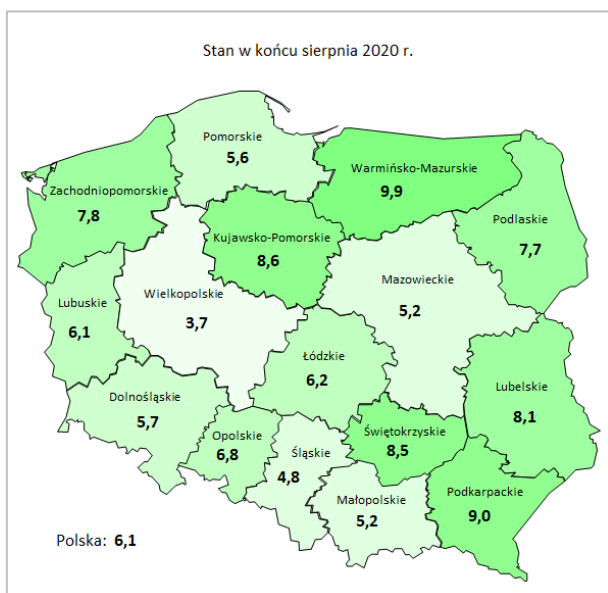 Stan w końcu sierpnia 2020 r.
Pomorskie
5,6
Warmińsko-Mazurskie
9,9
Zachodniopomorskie
7,8
Podlaskie
7,7
Kujawsko-Pomorskie
8,6
Mazowieckie
5,2
Wielkopolskie
3,7
Lubuskie
6,1
Łódzkie
6,2
Lubelskie
8,1
Dolnośląskie
5,7
Opolskie
6,8
Śląskie
4,8
Świętokrzyskie
8,5
Małopolskie
5,2
Podkarpackie
9,0
Polska: 6,1